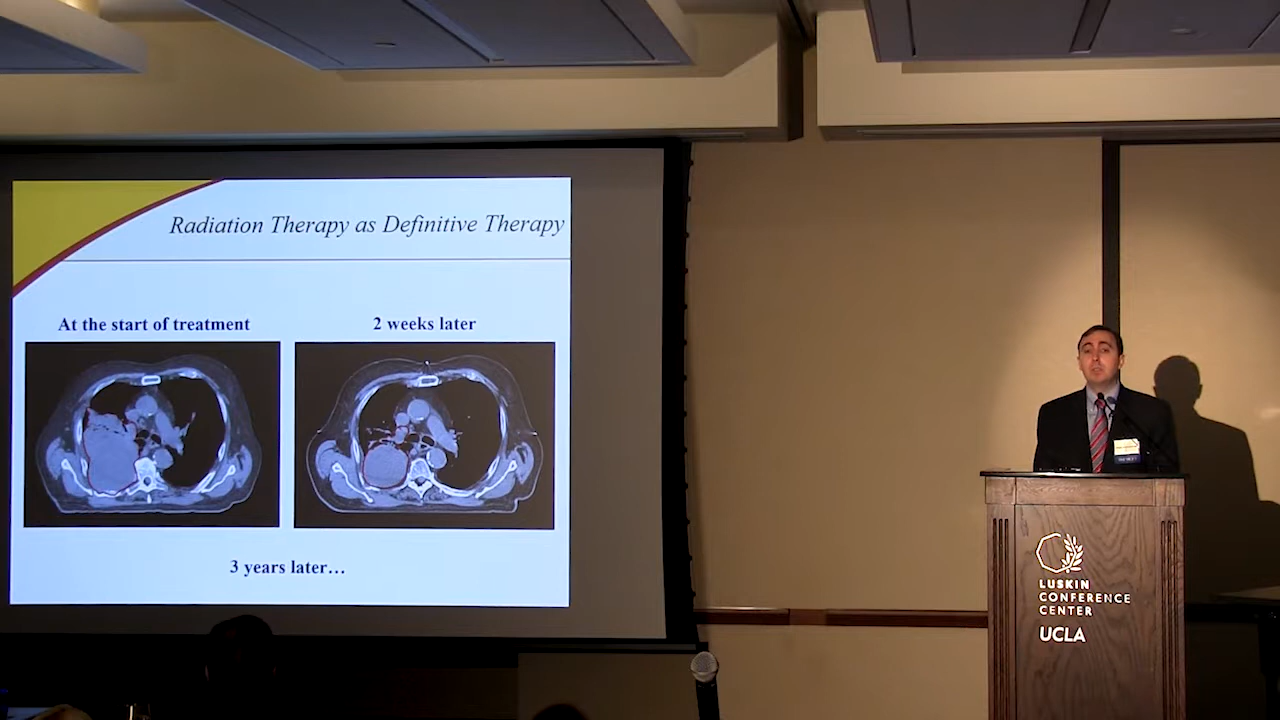 Radiation Therapy as Definitive Therapy
At the start of treatment
2 weeks later
3 years later…
LUSKIN
CONFERENCE
CENTER
UCLA